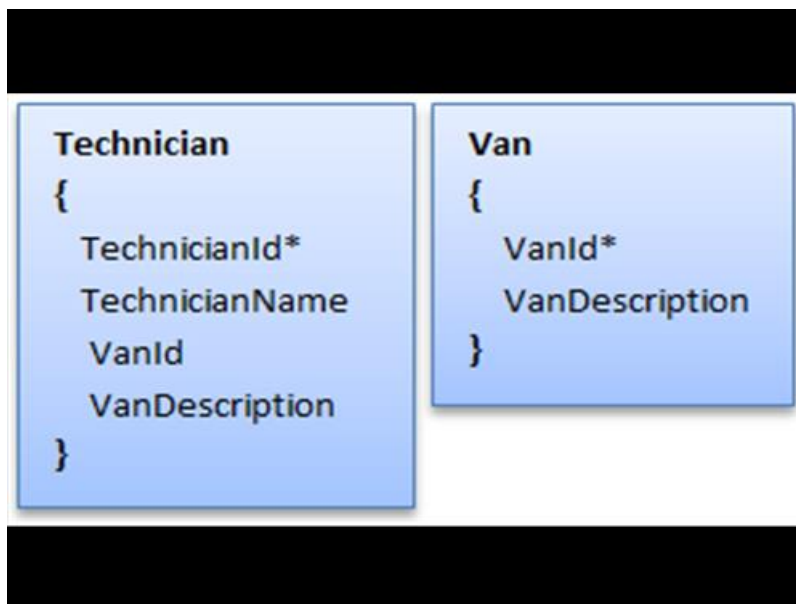 Technician
{
TechnicianId*
TechnicianName
VanId
VanDescription
}
Van
{
VanId*
VanDescription
}